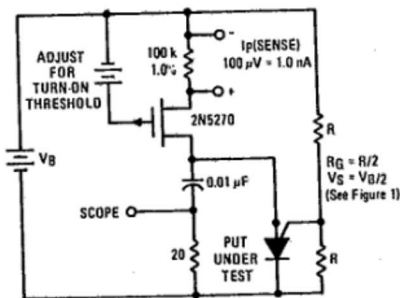 ADJUST
FOR
TURN-ON
THRESHOLD
100 k
1.0%
-
+
Ip(SENSE)
100 µV = 1.0 nA
2N5270
VB
0.01 µF
SCOPE
20
PUT
UNDER
TEST
R
RG = R/2
VS = VB/2
(See Figure 1)
R